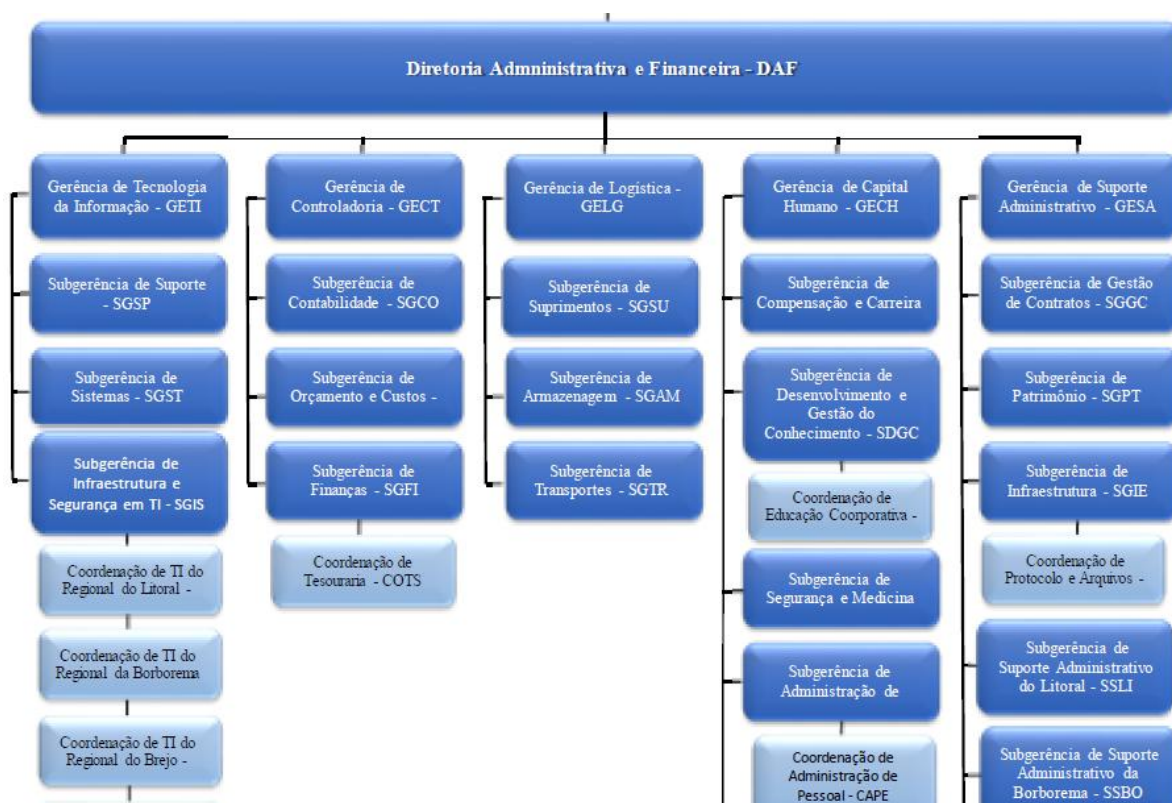 Diretoria Admninistrativa e Financeira - DAF
Gerência de Tecnologia
da Informação - GETI
Subgerência de Suporte
- SGSP
Subgerência de
Sistemas - SGST
Subgerência de
Infraestrutura e
Segurança em TI - SGIS
Coordenação de TI do
Regional do Litoral -
Coordenação de TI do
Regional da Borborema
Coordenação de TI do
Regional do Brejo -
Gerência de
Controladoria - GECT
Subgerência de
Contabilidade - SGCO
Subgerência de
Orçamento e Custos -
Subgerência de
Finanças - SGFI
Coordenação de
Tesouraria - COTS
Gerência de Logística -
GELG
Subgerência de
Suprimentos - SGSU
Subgerência de
Armazenagem - SGAM
Subgerência de
Transportes - SGTR
Gerência de Capital
Humano - GECH
Subgerência de
Compensação e Carreira
Subgerência de
Desenvolvimento e
Gestão do
Conhecimento - SDGC
Coordenação de
Educação Coorporativa -
Subgerência de
Segurança e Medicina
Subgerência de
Administração de
Coordenação de
Administração de
Pessoal - CAPE
Gerência de Suporte
Administrativo - GESA
Subgerência de Gestão
de Contratos - SGGC
Subgerência de
Patrimônio - SGPT
Subgerência de
Infraestrutura - SGIE
Coordenação de
Protocolo e Arquivos -
Subgerência de
Suporte Administrativo
do Litoral - SSLI
Subgerência de Suporte
Administrativo da
Borborema - SSBO